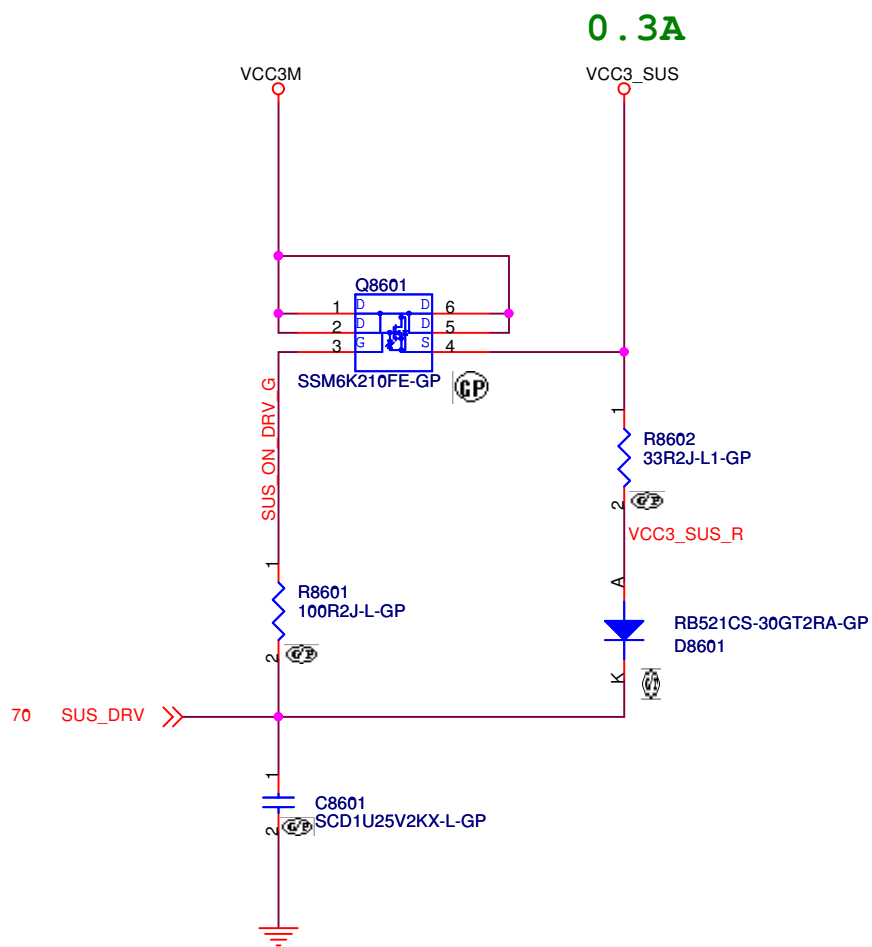 0.3A
VCC3M
VCC3_SUS
Q8601
1 D D 6
2 D D 5
3 G S 4
SSM6K210FE-GP
GP
SUS_ON_DRV_G
1
R8602
33R2J-L1-GP
2
G/P
VCC3_SUS_R
1
R8601
100R2J-L-GP
2
G/P
A
RB521CS-30GT2RA-GP
D8601
K
G/P
70 SUS_DRV
1
C8601
SCD1U25V2KX-L-GP
2
G/P